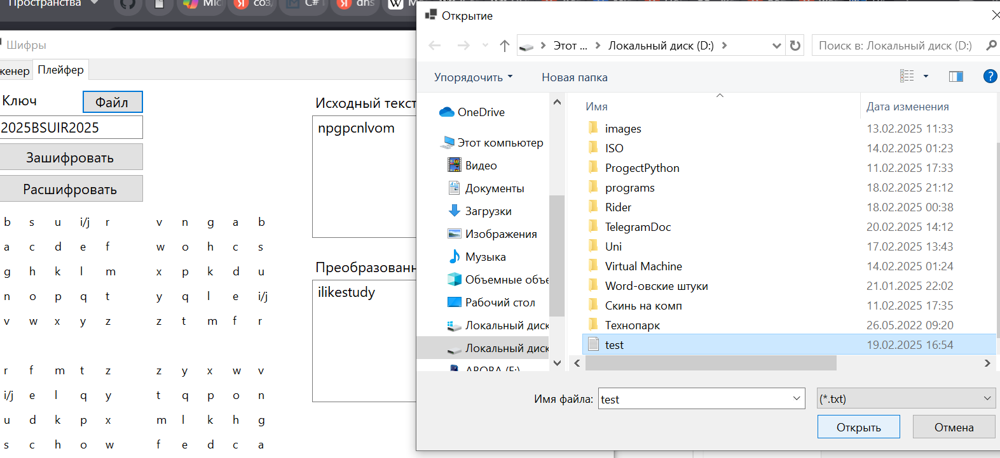 Пространства
Mic
соз
C#
dns
Шифры
женер
Плейфер
Ключ
Файл
2025BSUIR2025
Зашифровать
Расшифровать
b s u i/j r v n g a b
a c d e f w o h c s
g h k l m x p k d u
n o p q t y q l e i/j
v w x y z z t m f r
r f m t z z y x w v
i/j e l q y t q p o n
u d k p x m l k h g
s c h o w f e d c a
Исходный текст
npgpcnlvom
Преобразованн
ilikestudy
Открытие
Этот ...
Локальный диск (D:)
Поиск в: Локальный диск (D:)
Упорядочить
Новая папка
OneDrive
Этот компьютер
Видео
Документы
Загрузки
Изображения
Музыка
Объемные объе
Рабочий стол
Локальный диск
Локальный диск
ABOBA (E:)
Имя Дата изменения
images 13.02.2025 11:33
ISO 14.02.2025 01:23
ProgectPython 11.02.2025 17:33
programs 18.02.2025 21:12
Rider 18.02.2025 00:38
TelegramDoc 20.02.2025 14:12
Uni 17.02.2025 13:43
Virtual Machine 14.02.2025 01:24
Word-овские штуки 21.01.2025 22:02
Скинь на комп 11.02.2025 17:35
Технопарк 26.05.2022 09:20
test 19.02.2025 16:54
Имя файла:
test
(*.txt)
Открыть
Отмена